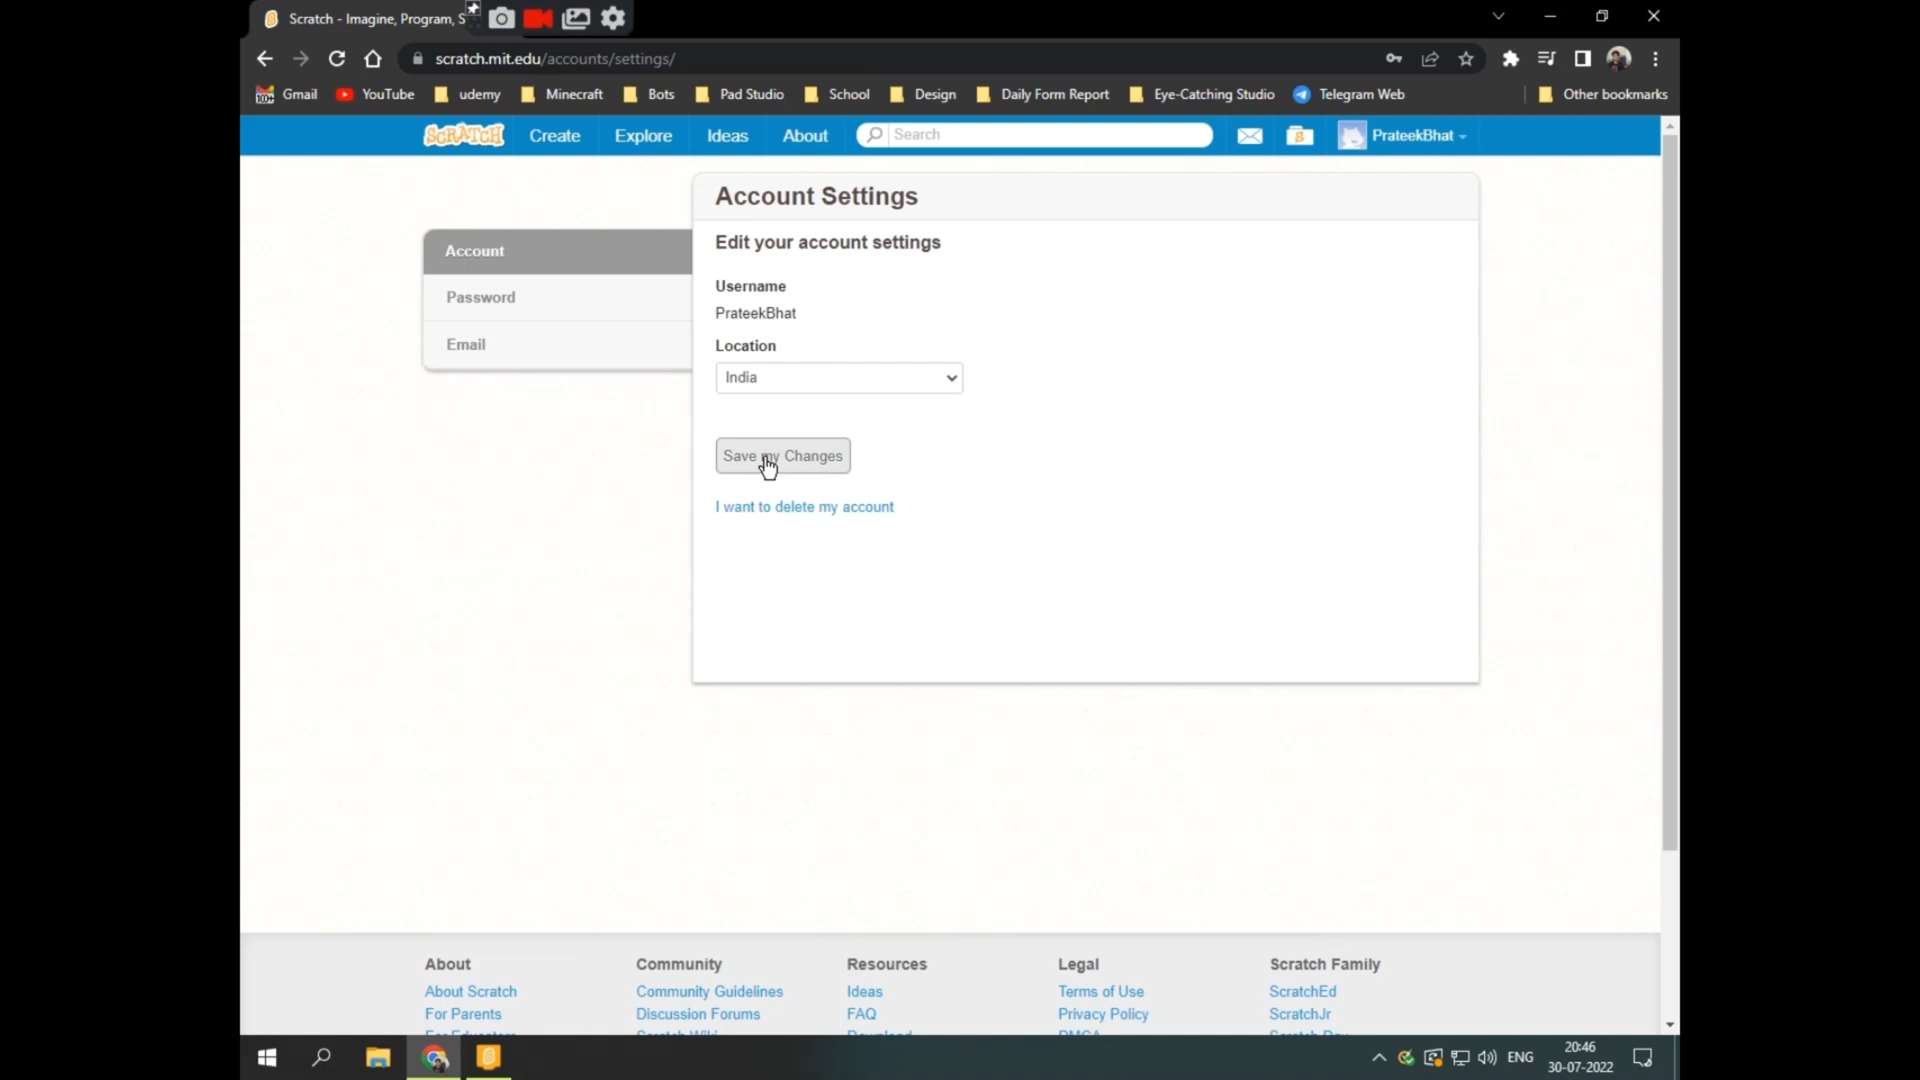 Scratch - Imagine, Program, S
scratch.mit.edu/accounts/settings/
Gmail YouTube udemy Minecraft Bots Pad Studio School Design Daily Form Report Eye-Catching Studio Telegram Web Other bookmarks
SCRATCH Create Explore Ideas About Search PrateekBhat
Account Settings
Account
Password
Email
Edit your account settings
Username
PrateekBhat
Location
India
Save my Changes
I want to delete my account
About Community Resources Legal Scratch Family
About Scratch Community Guidelines Ideas Terms of Use ScratchEd
For Parents Discussion Forums FAQ Privacy Policy ScratchJr
For Educators Scratch Wiki Download DMCA Scratch Day
ENG 20:46
30-07-2022